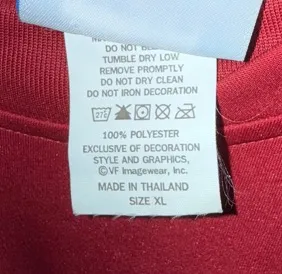 DO NOT BLEACH
TUMBLE DRY LOW
REMOVE PROMPTLY
DO NOT DRY CLEAN
DO NOT IRON DECORATION
100% POLYESTER
EXCLUSIVE OF DECORATION
STYLE AND GRAPHICS,
©VF Imagewear, Inc.
MADE IN THAILAND
SIZE XL